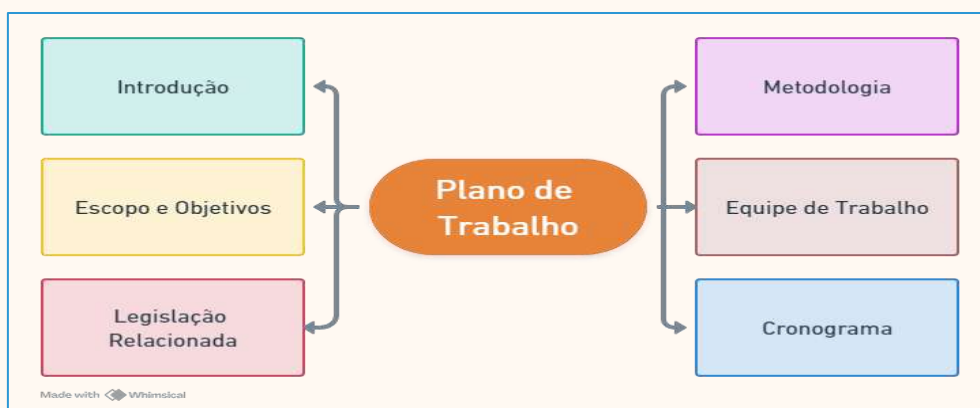 Introdução
Escopo e Objetivos
Legislação
Relacionada
Plano de
Trabalho
Metodologia
Equipe de Trabalho
Cronograma
Made with Whimsical